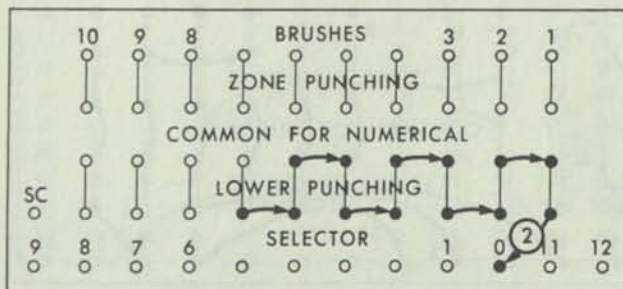 BRUSHES
10 9 8 3 2 1
ZONE PUNCHING
COMMON FOR NUMERICAL
LOWER PUNCHING
SC
SELECTOR
9 8 7 6 1 0 11 12
2